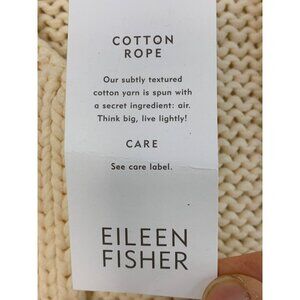 COTTON
ROPE
Our subtly textured
cotton yarn is spun with
a secret ingredient: air.
Think big, live lightly!
CARE
See care label.
EILEEN
FISHER